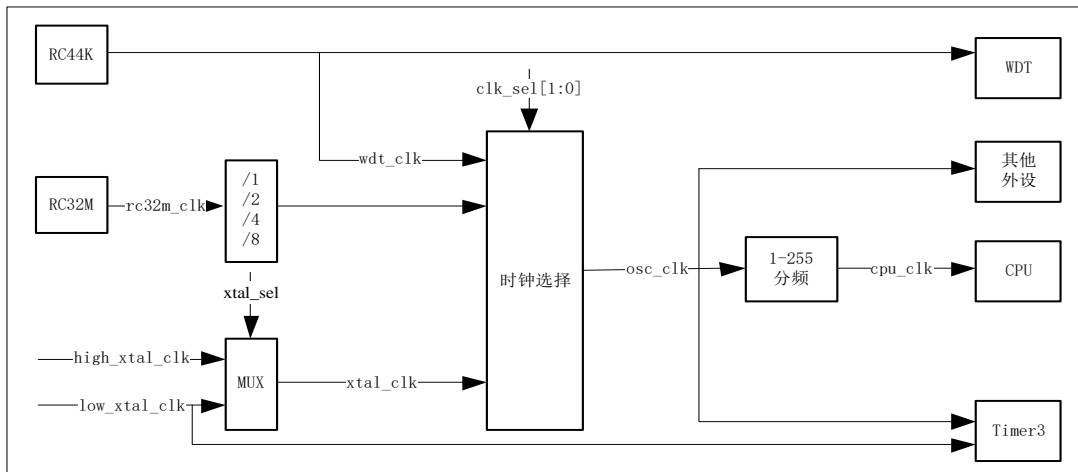 RC44K
WDT
clk_sel[1:0]
wdt_clk
其他
外设
RC32M
rc32m_clk
/1
/2
/4
/8
时钟选择
osc_clk
1-255
分频
cpu_clk
CPU
xtal_sel
high_xtal_clk
MUX
xtal_clk
low_xtal_clk
Timer3